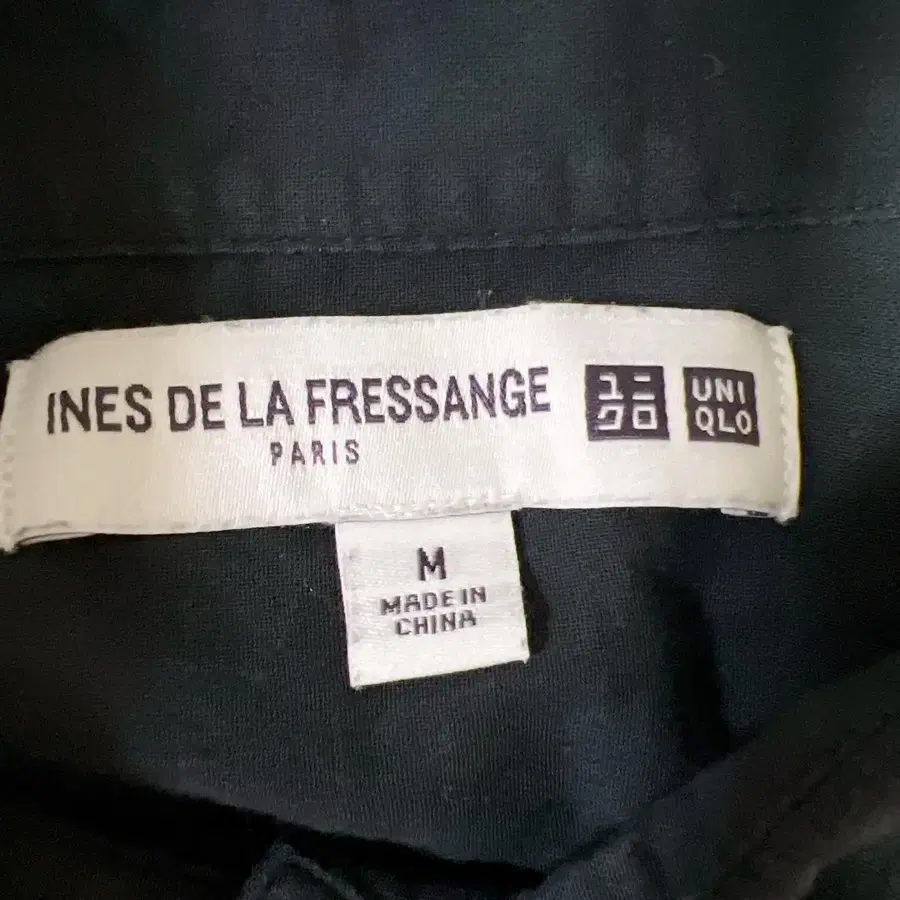 INES DE LA FRESSANGE
PARIS
ユニ
クロ
UNI
QLO
M
MADE IN
CHINA